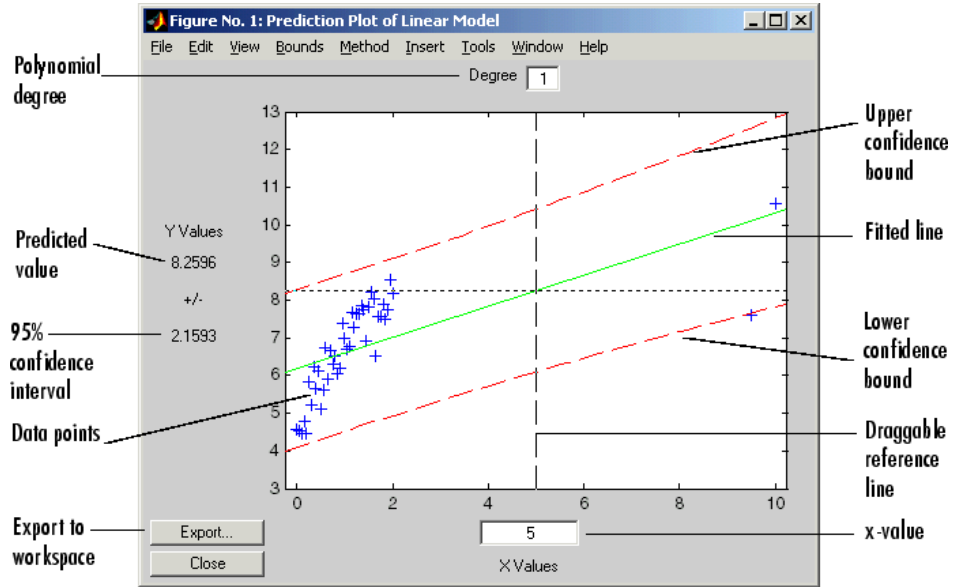 Figure No. 1: Prediction Plot of Linear Model
File Edit View Bounds Method Insert Tools Window Help
Polynomial
degree
Degree 1
13
12
11
10
9
8
7
6
5
4
3
0 2 4 6 8 10
Y Values
8.2596
+/-
2.1593
Predicted
value
95%
confidence
interval
Data points
Export to
workspace
Upper
confidence
bound
Fitted line
Lower
confidence
bound
Draggable
reference
line
x-value
Export...
Close
5
X Values